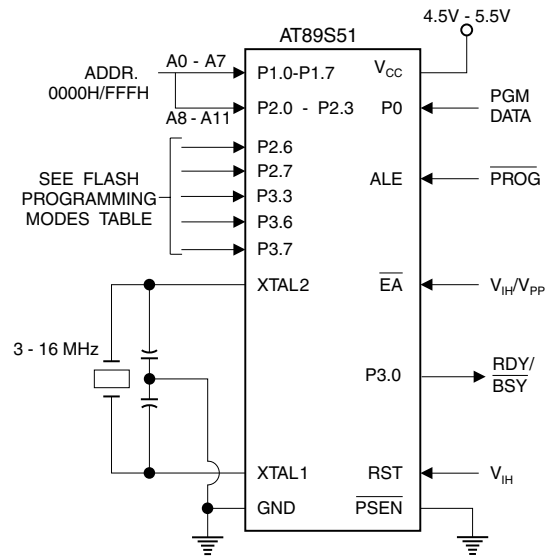 AT89S51
4.5V - 5.5V
ADDR.
0000H/FFFH
A0 - A7
A8 - A11
P1.0-P1.7
P2.0 - P2.3
P2.6
P2.7
P3.3
P3.6
P3.7
SEE FLASH
PROGRAMMING
MODES TABLE
XTAL2
3 - 16 MHz
XTAL1
GND
VCC
P0
PGM
DATA
ALE
PROG
EA
VIH/VPP
P3.0
RDY/
BSY
RST
VIH
PSEN